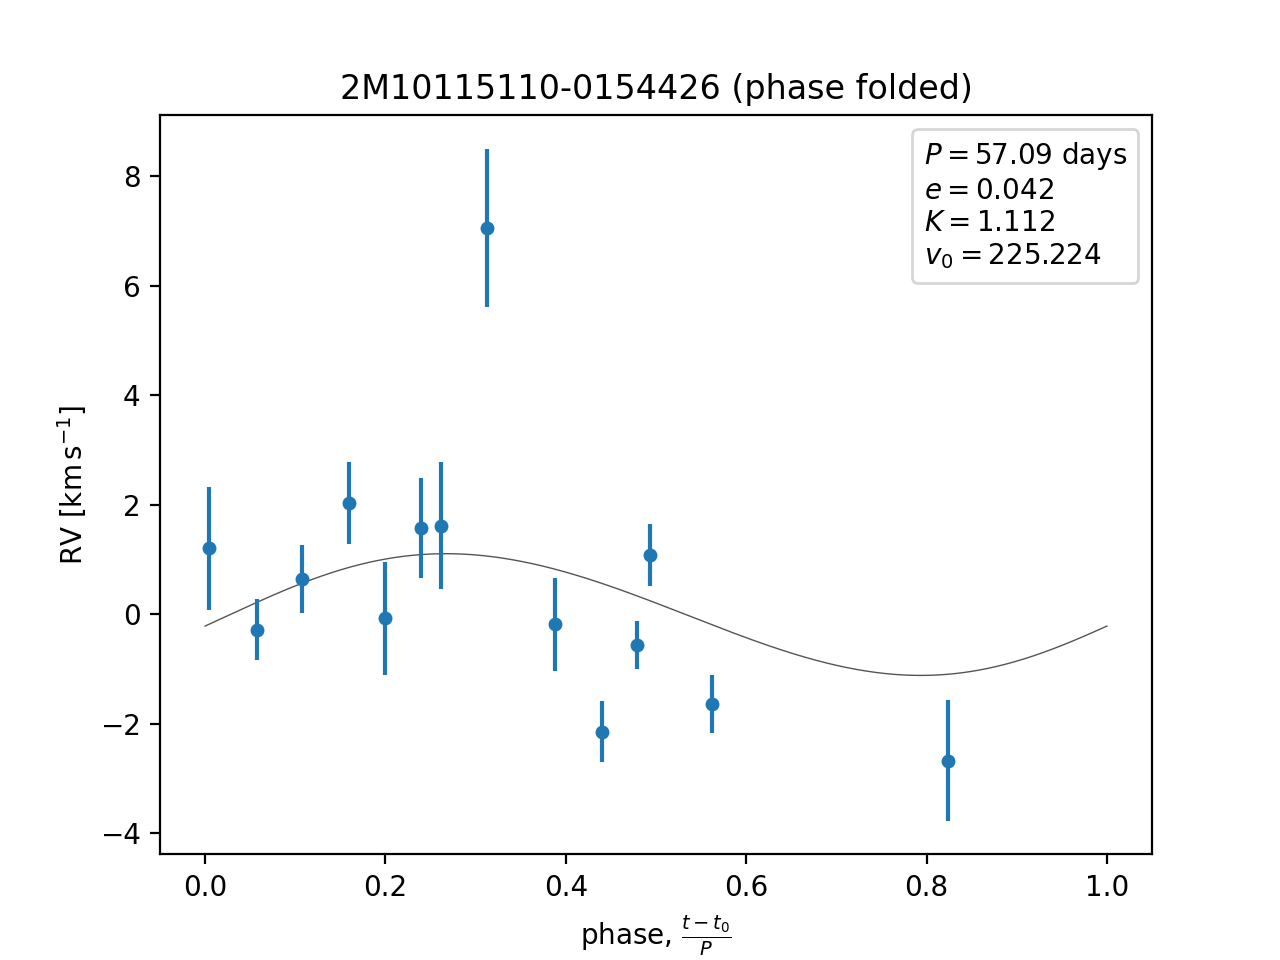 2M10115110-0154426 (phase folded)
P = 57.09 days
e = 0.042
K = 1.112
v₀ = 225.224
8
6
4
2
0
−2
−4
RV [km s⁻¹]
0.0 0.2 0.4 0.6 0.8 1.0
phase, (t − t₀)/P